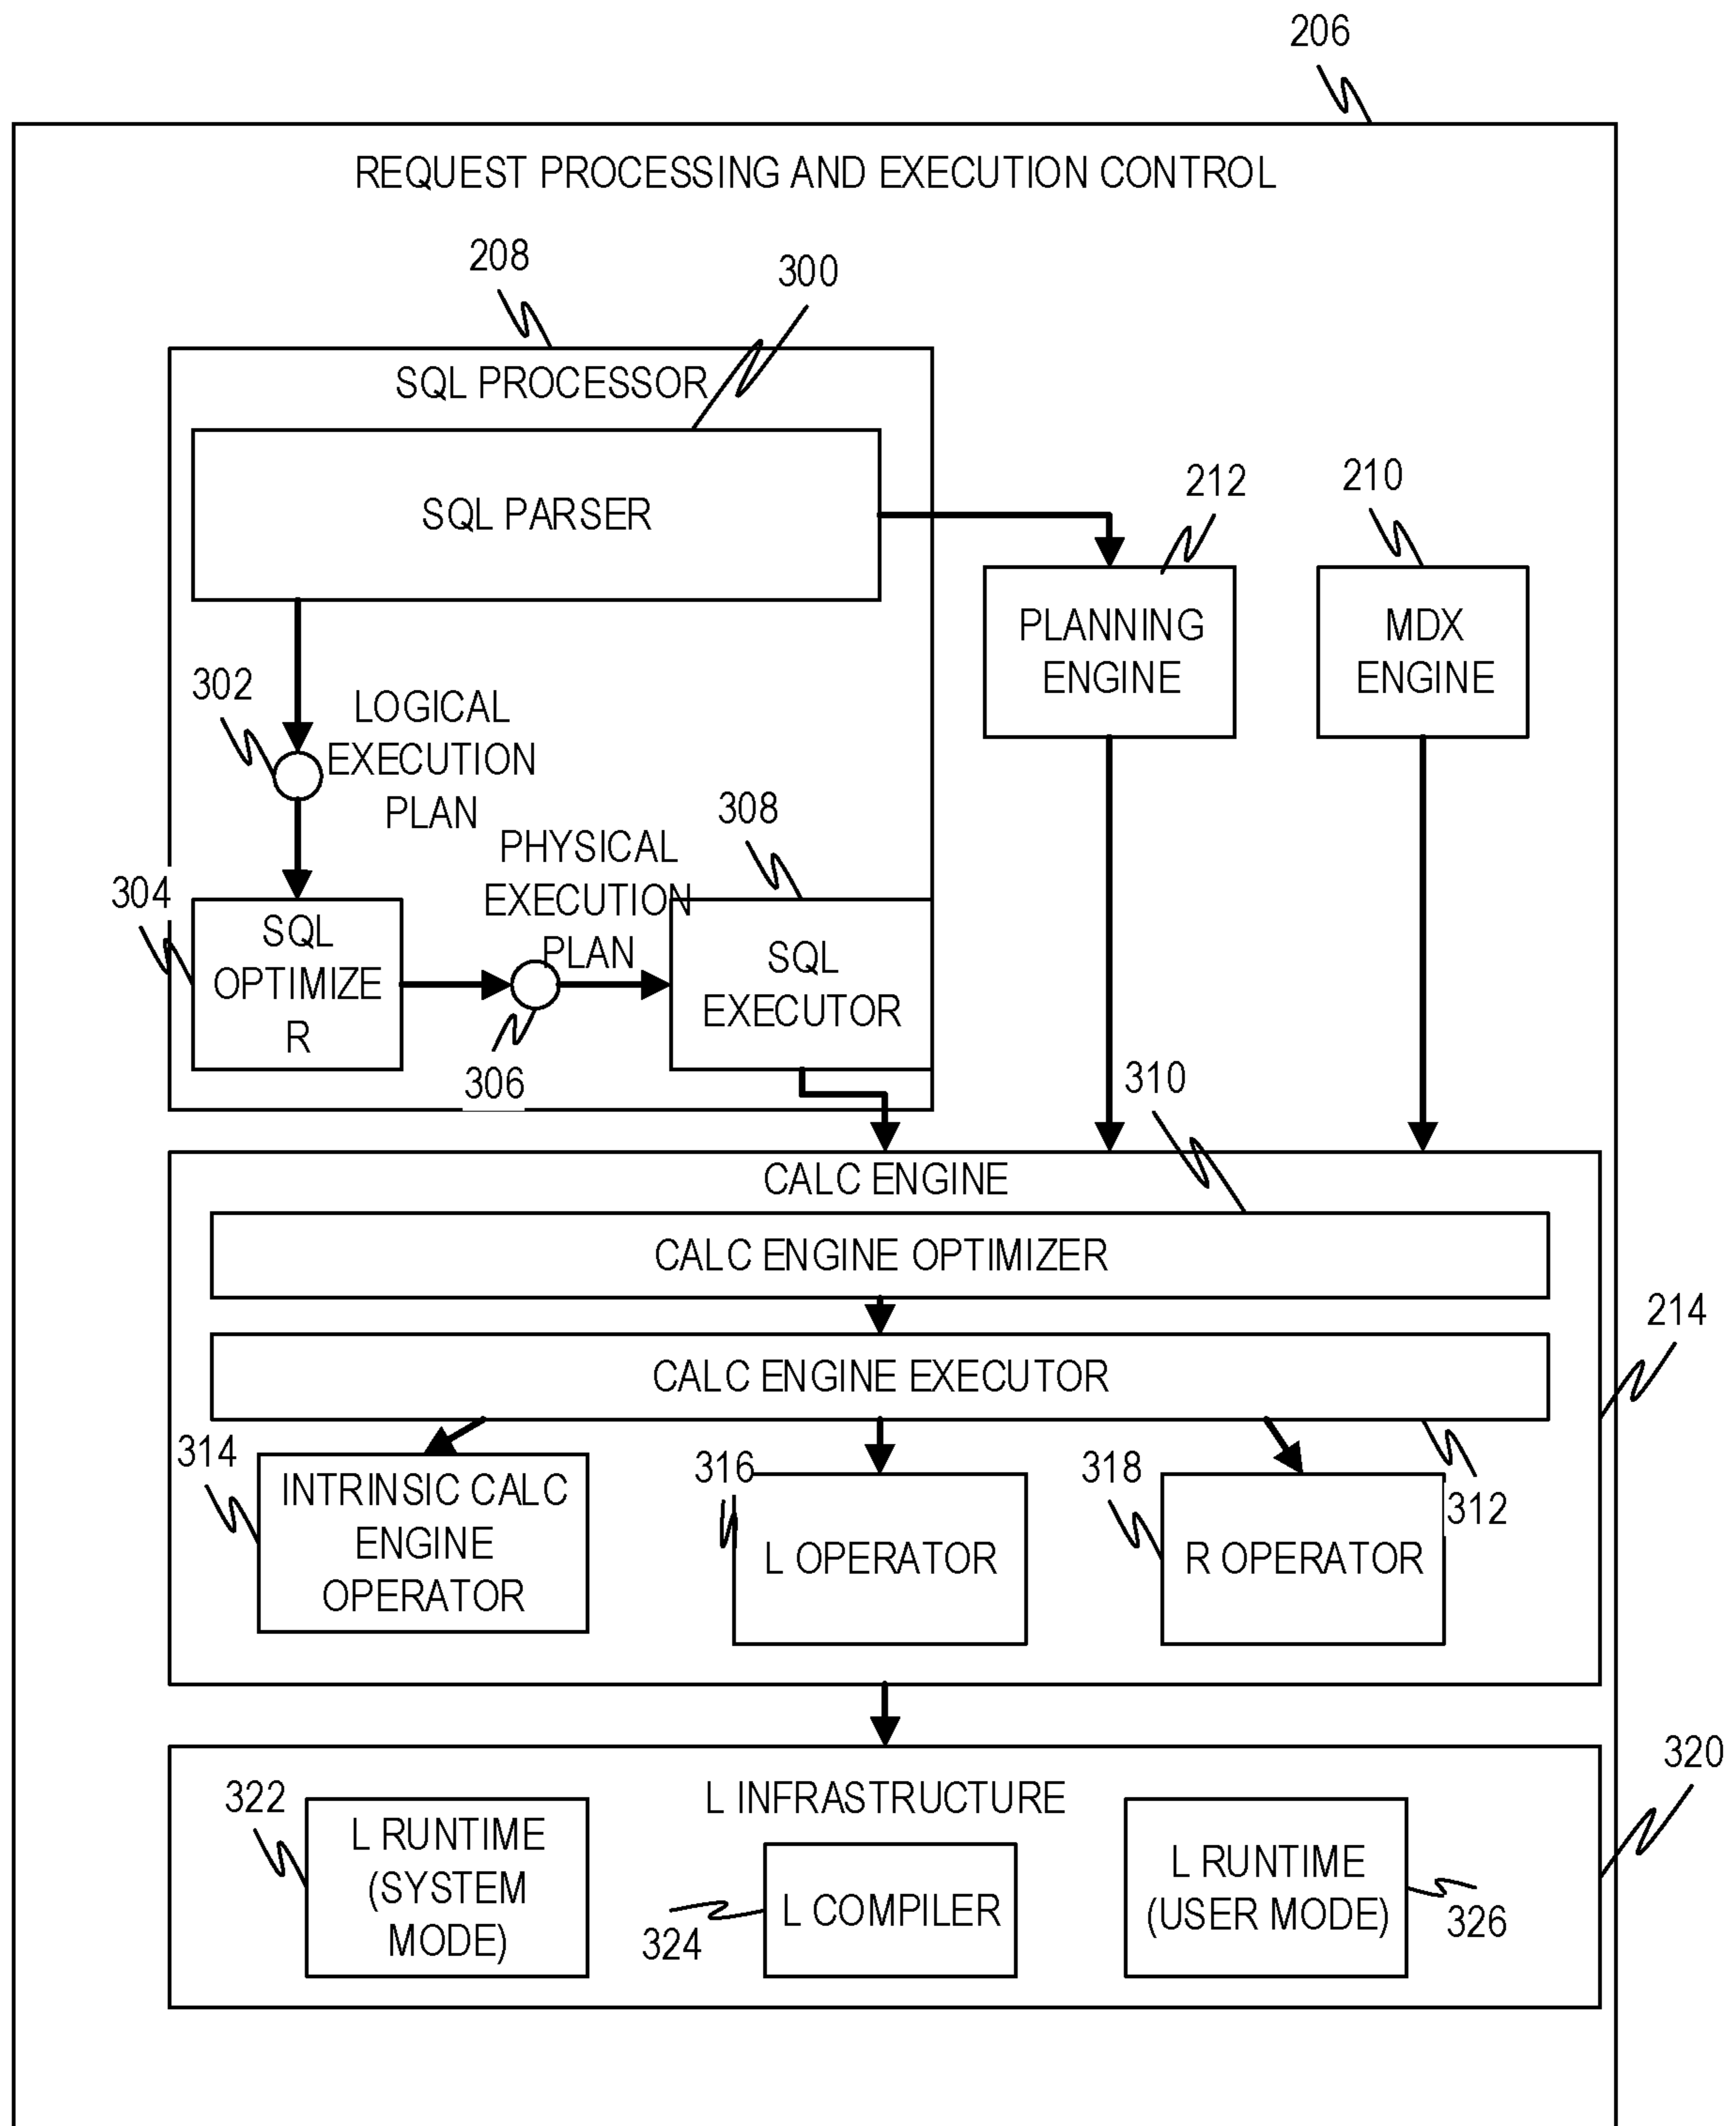 206
REQUEST PROCESSING AND EXECUTION CONTROL
208
300
SQL PROCESSOR
SQL PARSER
212
210
PLANNING
ENGINE
MDX
ENGINE
302
LOGICAL
EXECUTION
PLAN
308
PHYSICAL
EXECUTION
PLAN
304
SQL
OPTIMIZE
R
SQL
EXECUTOR
306
310
CALC ENGINE
CALC ENGINE OPTIMIZER
214
CALC ENGINE EXECUTOR
314
INTRINSIC CALC
ENGINE
OPERATOR
316
L OPERATOR
318
R OPERATOR
312
320
L INFRASTRUCTURE
322
L RUNTIME
(SYSTEM
MODE)
324
L COMPILER
L RUNTIME
(USER MODE)
326